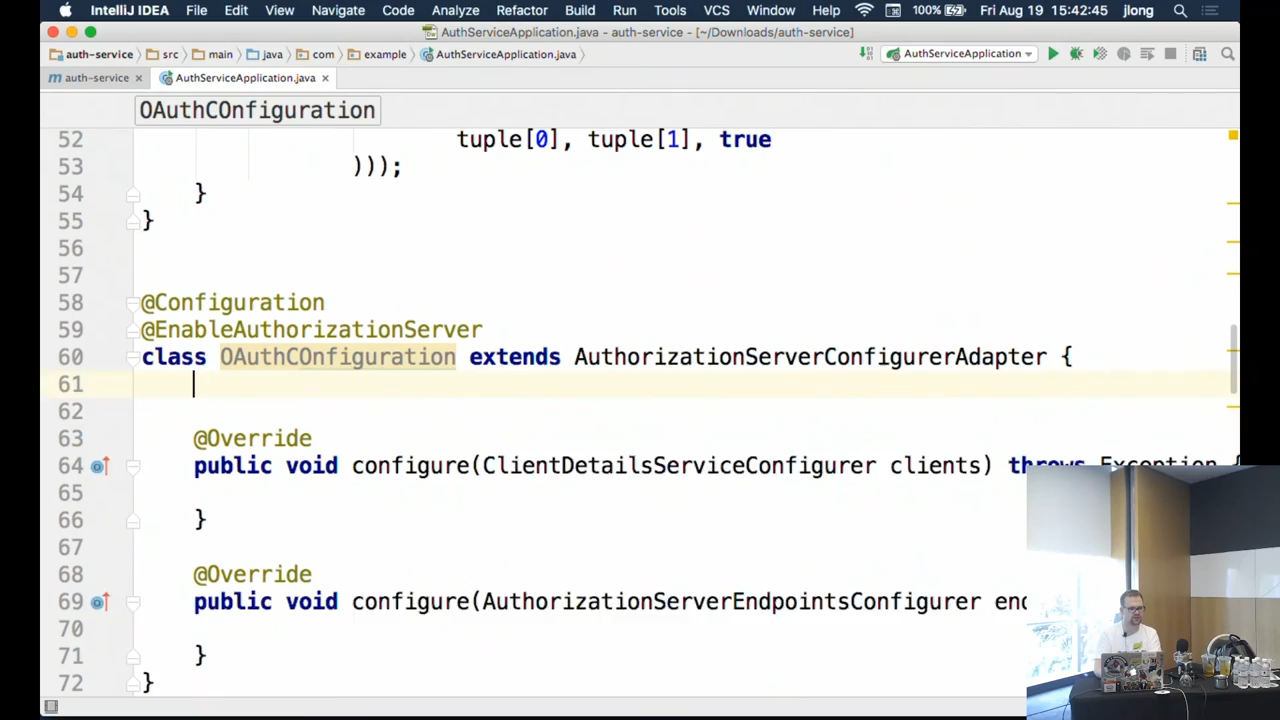 IntelliJ IDEA File Edit View Navigate Code Analyze Refactor Build Run Tools VCS Window Help 100% Fri Aug 19 15:42:45 jlong
AuthServiceApplication.java - auth-service - [~/Downloads/auth-service]
auth-service src main java com example AuthServiceApplication.java AuthServiceApplication
m auth-service × AuthServiceApplication.java ×
OAuthCOnfiguration
52 tuple[0], tuple[1], true
53 )));
54 }
55 }
56
57
58 @Configuration
59 @EnableAuthorizationServer
60 class OAuthCOnfiguration extends AuthorizationServerConfigurerAdapter {
61
62
63 @Override
64 public void configure(ClientDetailsServiceConfigurer clients) throws Exception {
65
66 }
67
68 @Override
69 public void configure(AuthorizationServerEndpointsConfigurer end
70
71 }
72 }